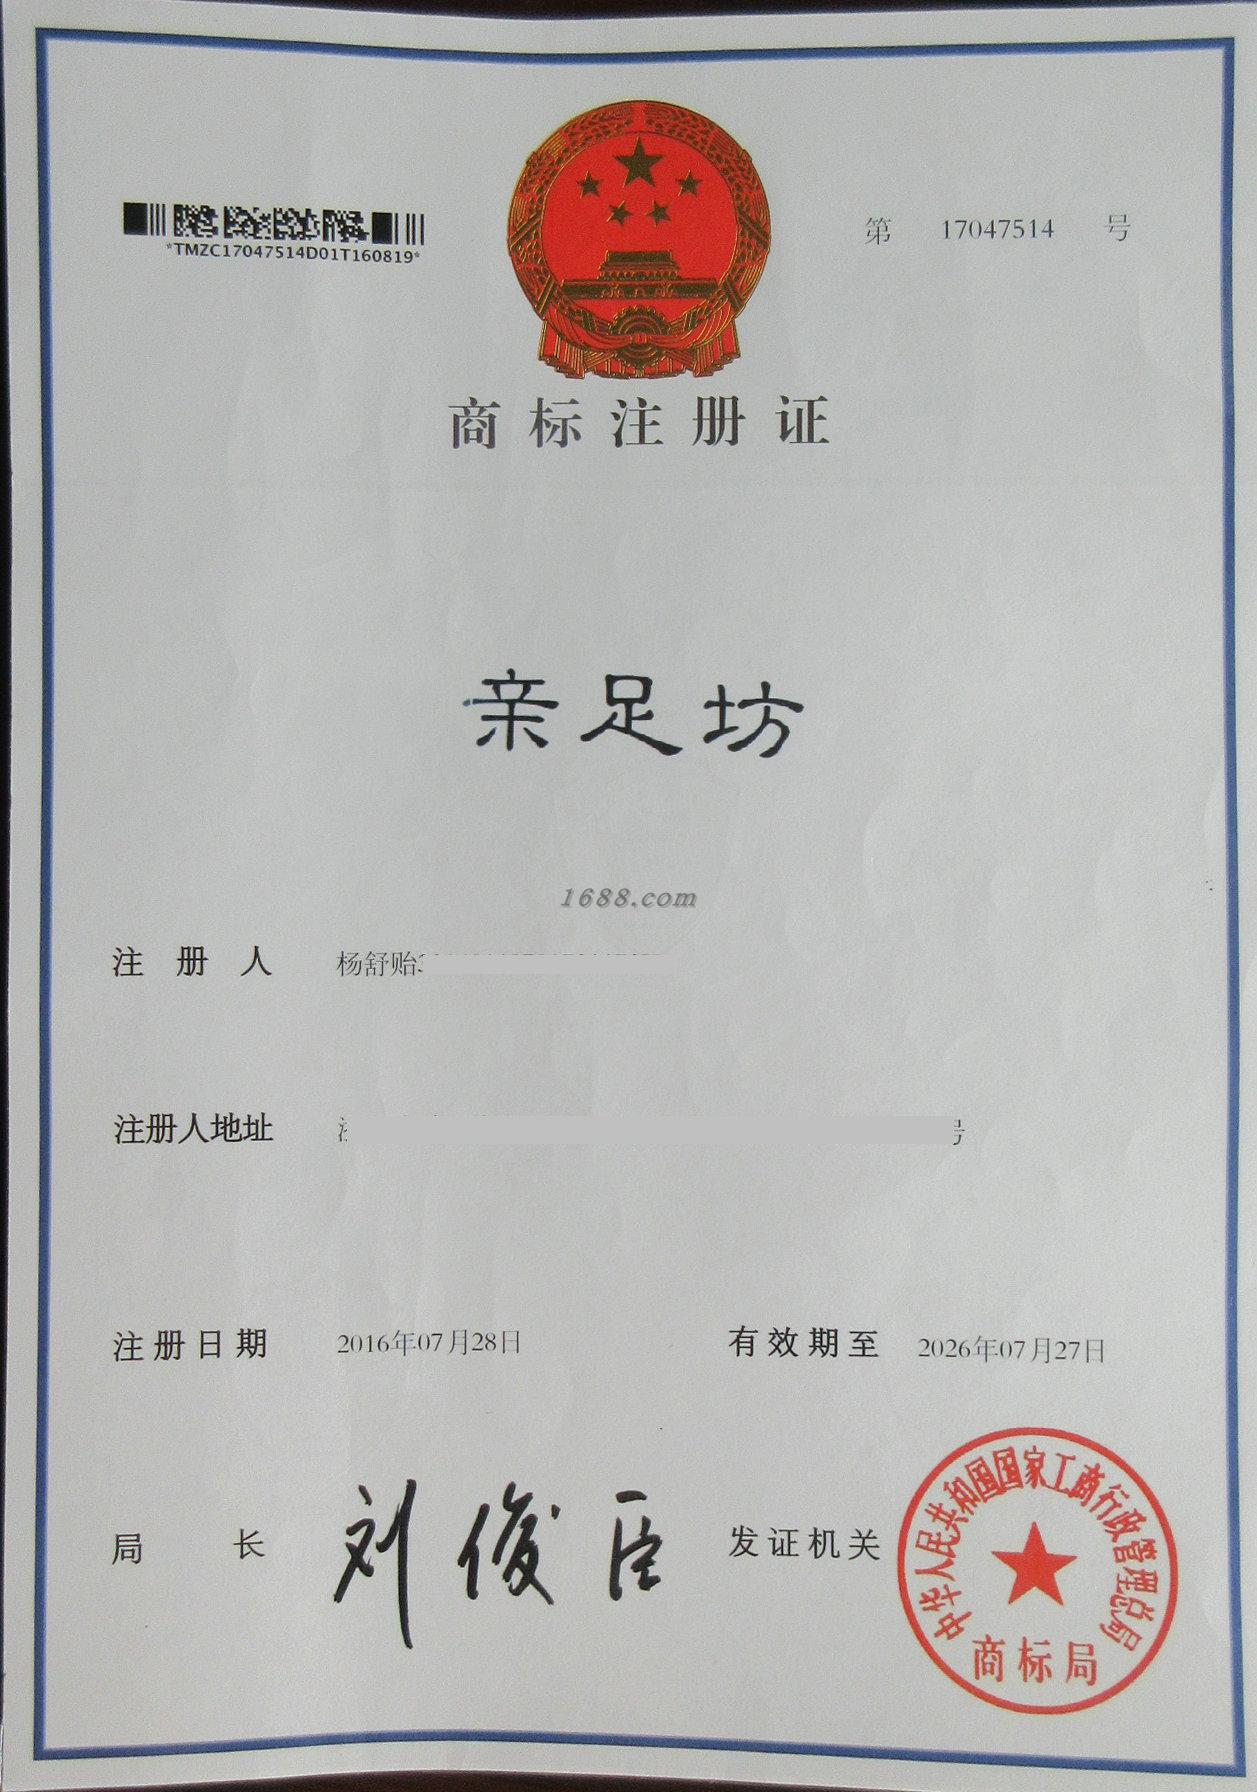 *TMZC17047514D01T160819*
第 17047514 号
商标注册证
亲足坊
1688.com
注册人 杨舒贻
注册人地址 号
注册日期 2016年07月28日 有效期至 2026年07月27日
局长 刘俊臣 发证机关
中华人民共和国国家工商行政管理总局
商标局